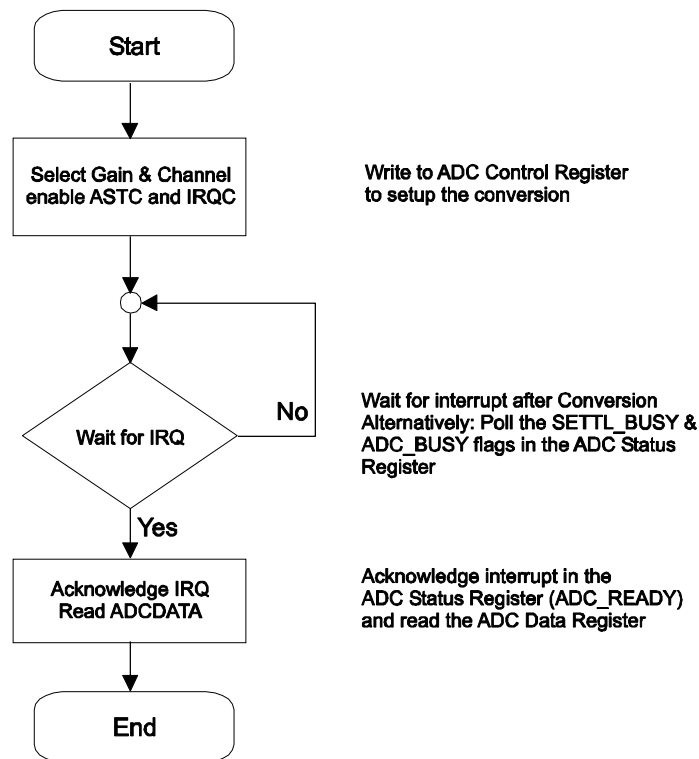 Start
Select Gain & Channel
enable ASTC and IRQC
Write to ADC Control Register
to setup the conversion
No
Wait for IRQ
Wait for interrupt after Conversion
Alternatively: Poll the SETTL_BUSY &
ADC_BUSY flags in the ADC Status
Register
Yes
Acknowledge IRQ
Read ADCDATA
Acknowledge interrupt in the
ADC Status Register (ADC_READY)
and read the ADC Data Register
End